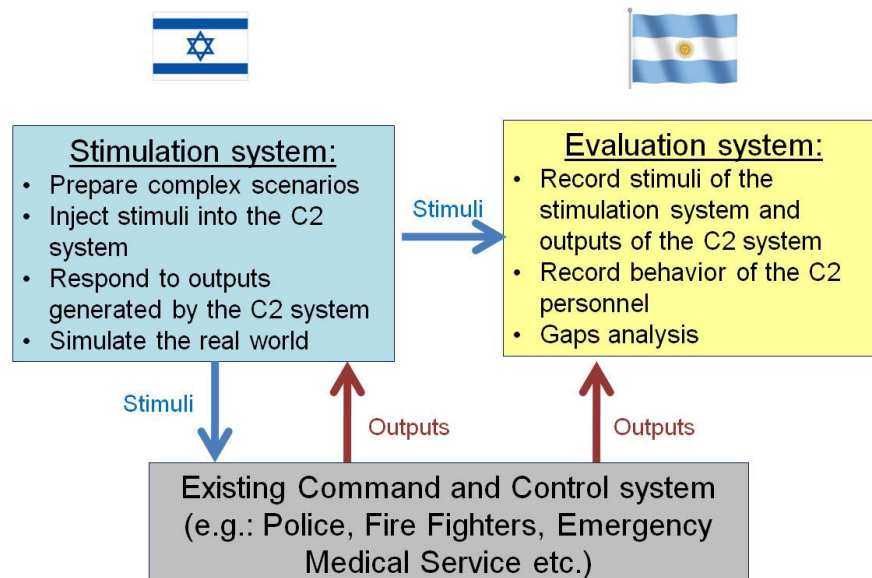 Stimulation system:
• Prepare complex scenarios
• Inject stimuli into the C2
system
• Respond to outputs
generated by the C2 system
• Simulate the real world
Stimuli
Evaluation system:
• Record stimuli of the
stimulation system and
outputs of the C2 system
• Record behavior of the C2
personnel
• Gaps analysis
Stimuli
Outputs
Outputs
Existing Command and Control system
(e.g.: Police, Fire Fighters, Emergency
Medical Service etc.)